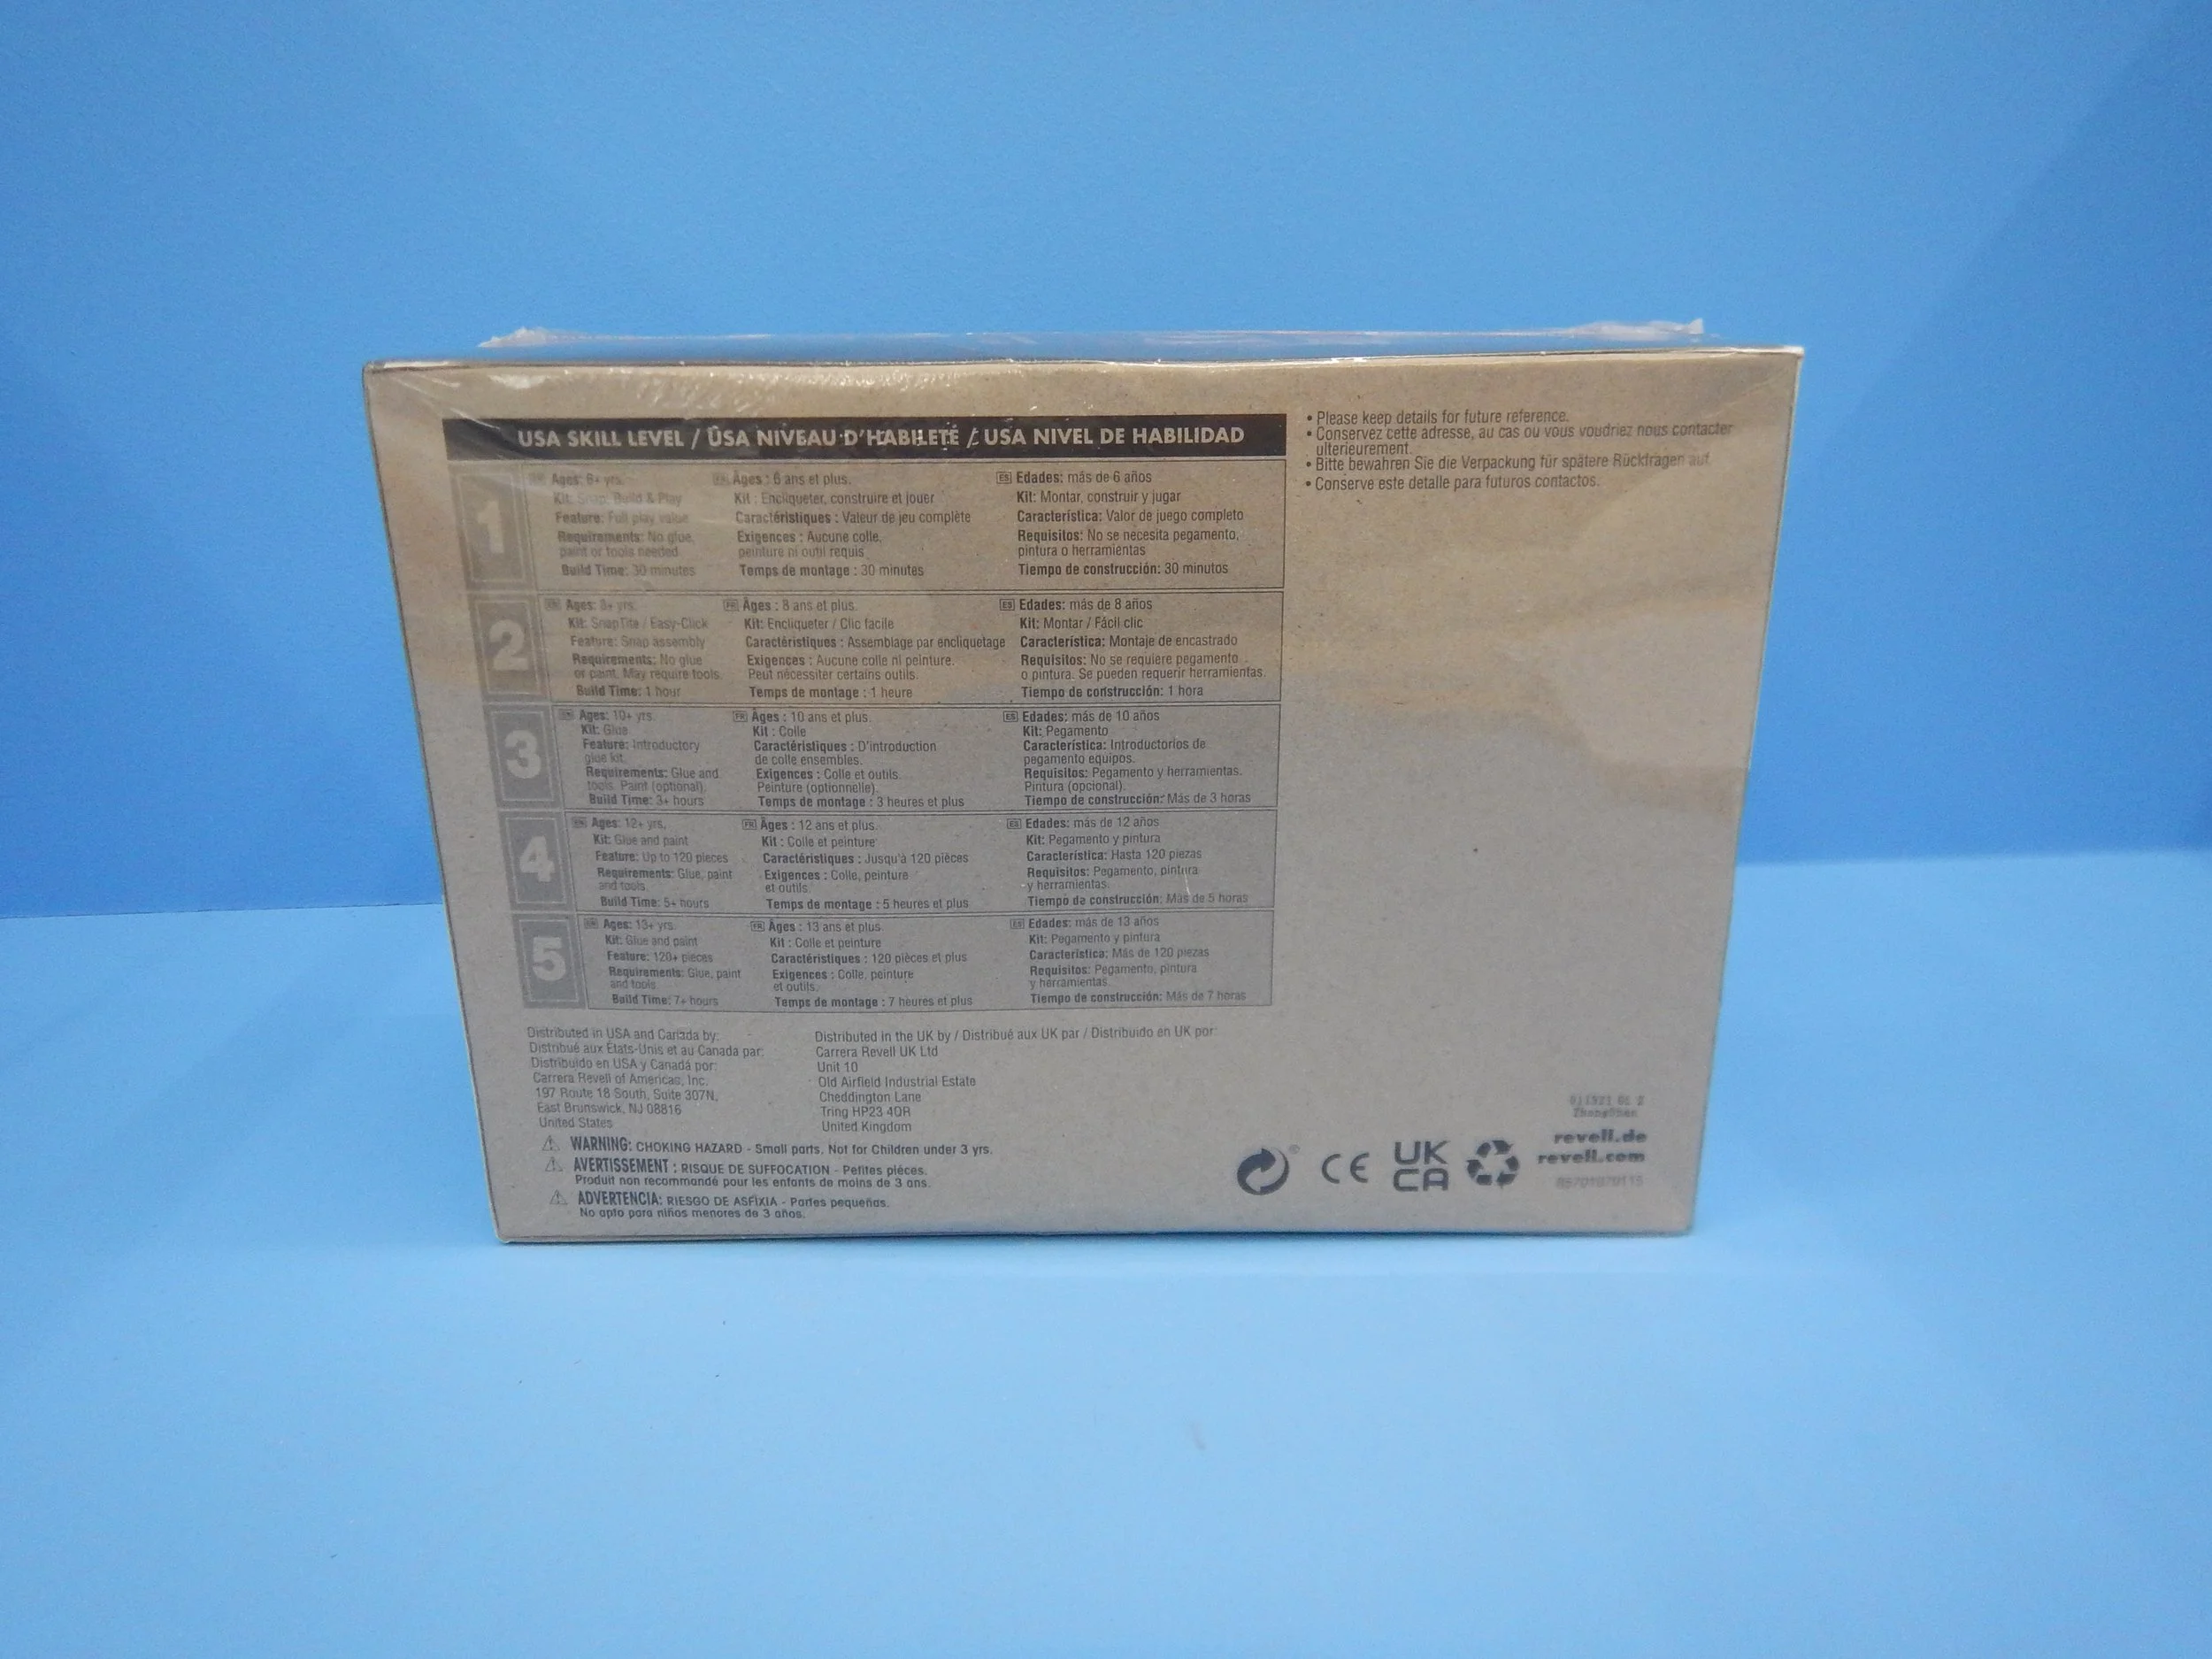 USA SKILL LEVEL / USA NIVEAU D'HABILETÉ / USA NIVEL DE HABILIDAD
1
EN Ages: 6+ yrs.
Kit: Snap, Build & Play
Feature: Full play value
Requirements: No glue,
paint or tools needed
Build Time: 30 minutes
FR Âges : 6 ans et plus.
Kit : Encliqueter, construire et jouer
Caractéristiques : Valeur de jeu complète
Exigences : Aucune colle,
peinture ni outil requis
Temps de montage : 30 minutes
ES Edades: más de 6 años
Kit: Montar, construir y jugar
Característica: Valor de juego completo
Requisitos: No se necesita pegamento,
pintura o herramientas
Tiempo de construcción: 30 minutos
2
EN Ages: 8+ yrs.
Kit: SnapTite / Easy-Click
Feature: Snap assembly
Requirements: No glue
or paint. May require tools.
Build Time: 1 hour
FR Âges : 8 ans et plus.
Kit: Encliqueter / Clic facile
Caractéristiques : Assemblage par encliquetage
Exigences : Aucune colle ni peinture.
Peut nécessiter certains outils.
Temps de montage : 1 heure
ES Edades: más de 8 años
Kit: Montar / Fácil clic
Característica: Montaje de encastrado
Requisitos: No se requiere pegamento
o pintura. Se pueden requerir herramientas.
Tiempo de construcción: 1 hora
3
EN Ages: 10+ yrs.
Kit: Glue
Feature: Introductory
glue kit.
Requirements: Glue and
tools. Paint (optional).
Build Time: 3+ hours
FR Âges : 10 ans et plus.
Kit : Colle
Caractéristiques : D'introduction
de colle ensembles.
Exigences : Colle et outils.
Peinture (optionnelle).
Temps de montage : 3 heures et plus
ES Edades: más de 10 años
Kit: Pegamento
Característica: Introductorios de
pegamento equipos.
Requisitos: Pegamento y herramientas.
Pintura (opcional).
Tiempo de construcción: Más de 3 horas
4
EN Ages: 12+ yrs.
Kit: Glue and paint
Feature: Up to 120 pieces
Requirements: Glue, paint
and tools.
Build Time: 5+ hours
FR Âges : 12 ans et plus.
Kit : Colle et peinture
Caractéristiques : Jusqu'à 120 pièces
Exigences : Colle, peinture
et outils.
Temps de montage : 5 heures et plus
ES Edades: más de 12 años
Kit: Pegamento y pintura
Característica: Hasta 120 piezas
Requisitos: Pegamento, pintura
y herramientas.
Tiempo de construcción: Más de 5 horas
5
EN Ages: 13+ yrs.
Kit: Glue and paint
Feature: 120+ pieces
Requirements: Glue, paint
and tools
Build Time: 7+ hours
FR Âges : 13 ans et plus
Kit : Colle et peinture
Caractéristiques : 120 pièces et plus
Exigences : Colle, peinture
et outils.
Temps de montage : 7 heures et plus
ES Edades: más de 13 años
Kit: Pegamento y pintura
Característica: Más de 120 piezas
Requisitos: Pegamento, pintura
y herramientas.
Tiempo de construcción: Más de 7 horas
• Please keep details for future reference.
• Conservez cette adresse, au cas ou vous voudriez nous contacter
ulterieurement.
• Bitte bewahren Sie die Verpackung für spätere Rückfragen auf.
• Conserve este detalle para futuros contactos.
Distributed in USA and Canada by:
Distribué aux États-Unis et au Canada par:
Distribuido en USA y Canadá por:
Carrera Revell of Americas, Inc.
197 Route 18 South, Suite 307N,
East Brunswick, NJ 08816
United States
Distributed in the UK by / Distribué aux UK par / Distribuido en UK por:
Carrera Revell UK Ltd
Unit 10
Old Airfield Industrial Estate
Cheddington Lane
Tring HP23 4QR
United Kingdom
WARNING: CHOKING HAZARD - Small parts. Not for Children under 3 yrs.
AVERTISSEMENT : RISQUE DE SUFFOCATION - Petites pièces.
Produit non recommandé pour les enfants de moins de 3 ans.
ADVERTENCIA: RIESGO DE ASFIXIA - Partes pequeñas.
No apto para niños menores de 3 años.
CE
UK
CA
ZhongShan
revell.de
revell.com